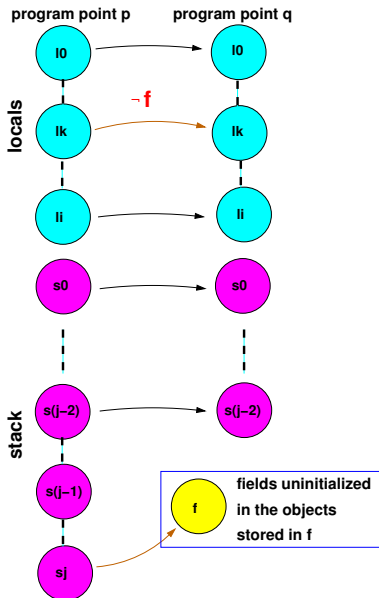 program point p program point q
l0 l0
¬ f
lk lk
locals
li li
s0 s0
s(j−2) s(j−2)
stack
s(j−1)
fields uninitialized
f in the objects
stored in f
sj